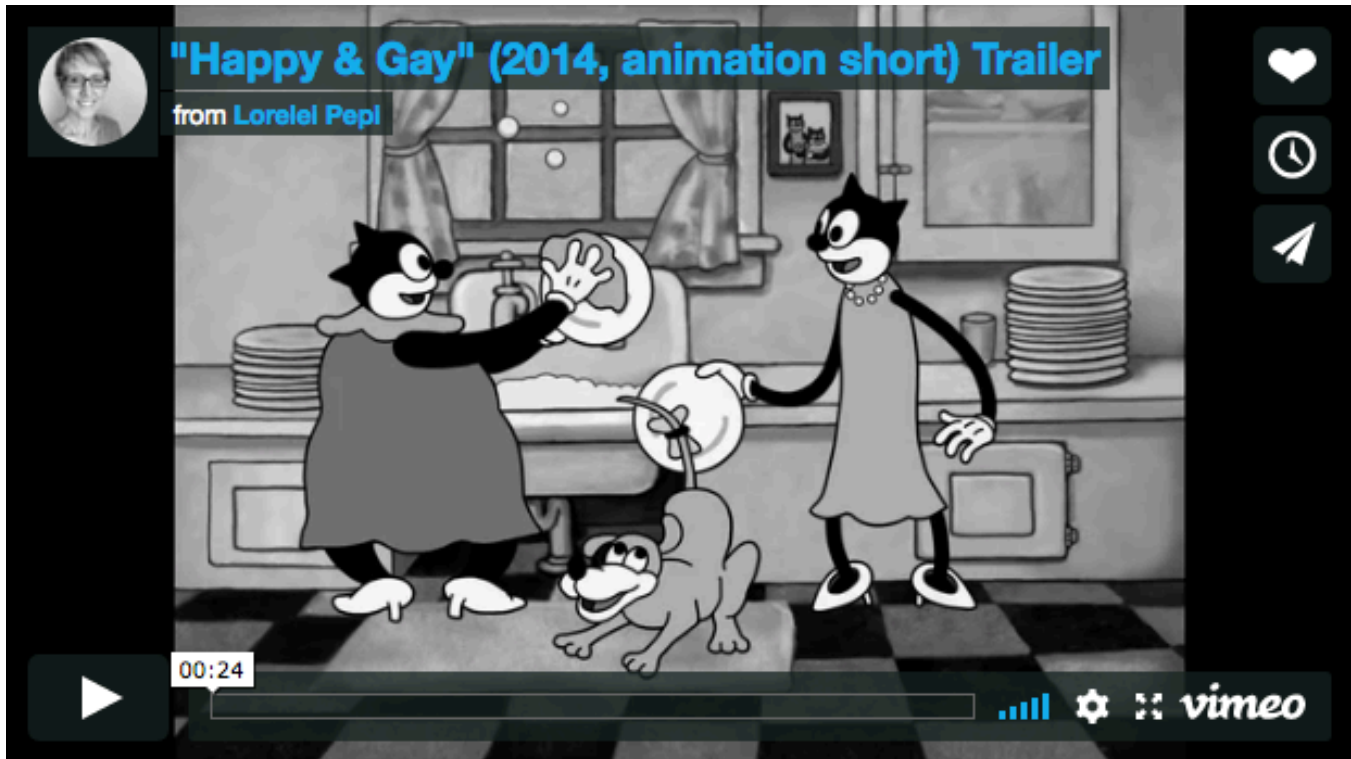 "Happy & Gay" (2014, animation short) Trailer
from Lorelei Pepi
00:24
vimeo